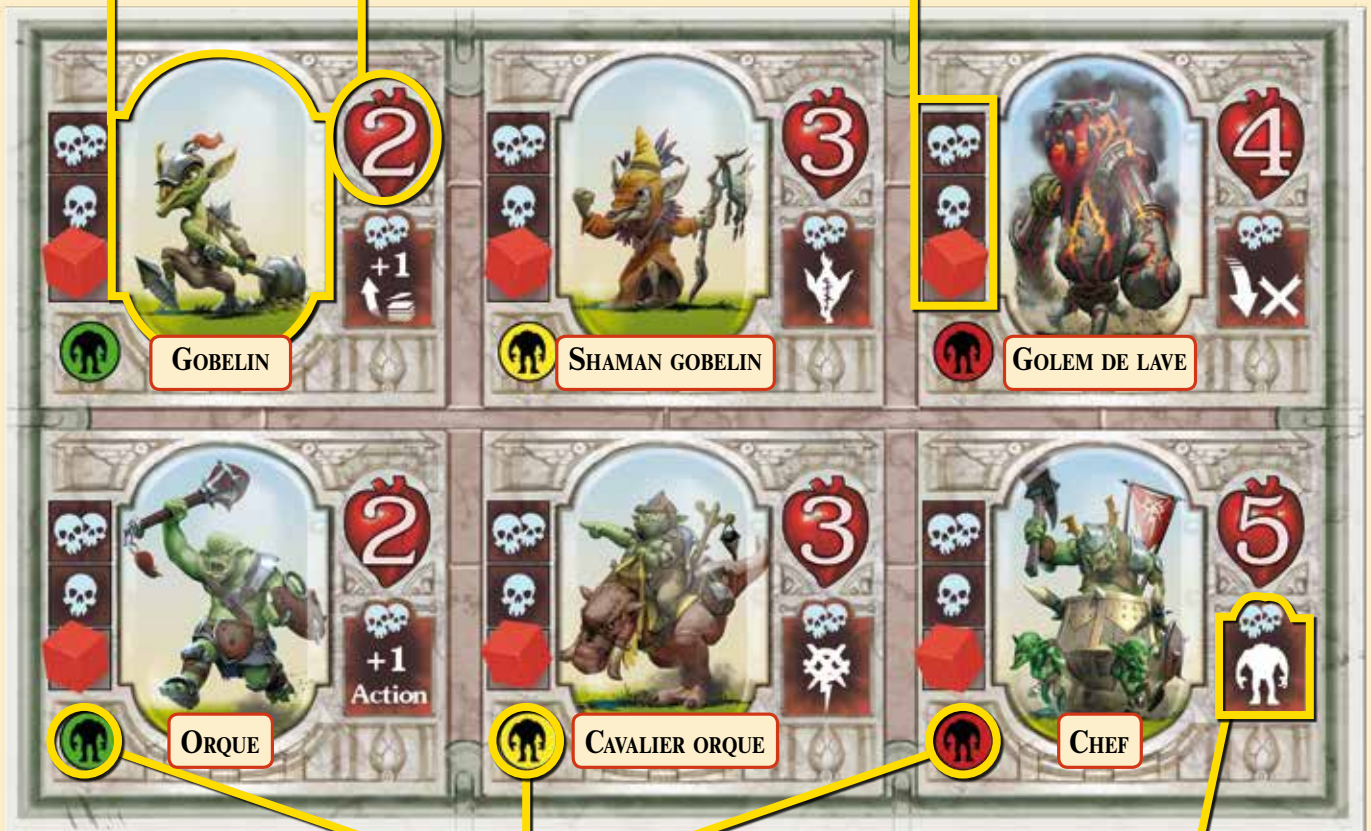 2
3
4
+1
GOBELIN
SHAMAN GOBELIN
GOLEM DE LAVE
2
3
5
+1
Action
ORQUE
CAVALIER ORQUE
CHEF